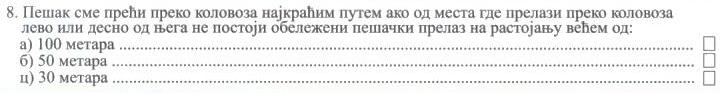 8. Пешак сме прећи преко коловоза најкраћим путем ако од места где прелази преко коловоза
лево или десно од њега не постоји обележени пешачки прелаз на растојању већем од:
а) 100 метара
б) 50 метара
ц) 30 метара